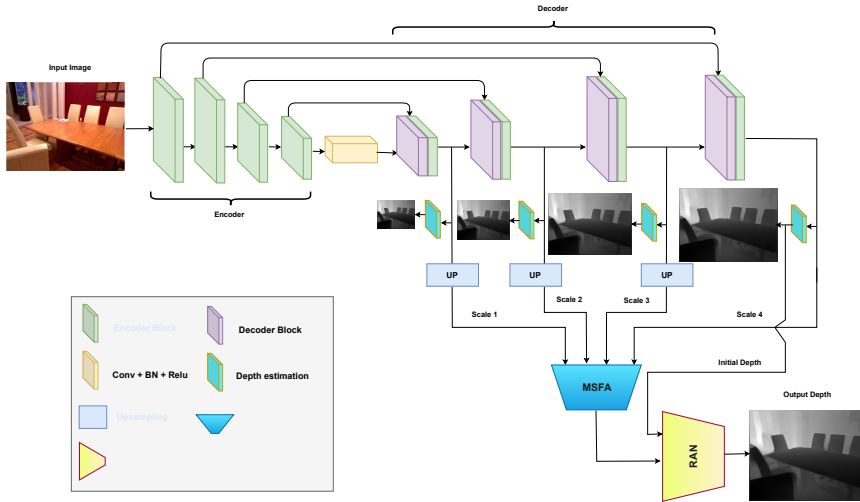 Decoder
Input Image
Encoder
UP
UP
UP
Scale 1
Scale 2
Scale 3
Scale 4
Initial Depth
MSFA
RAN
Output Depth
Encoder Block
Decoder Block
Conv + BN + Relu
Depth estimation
Upsampling